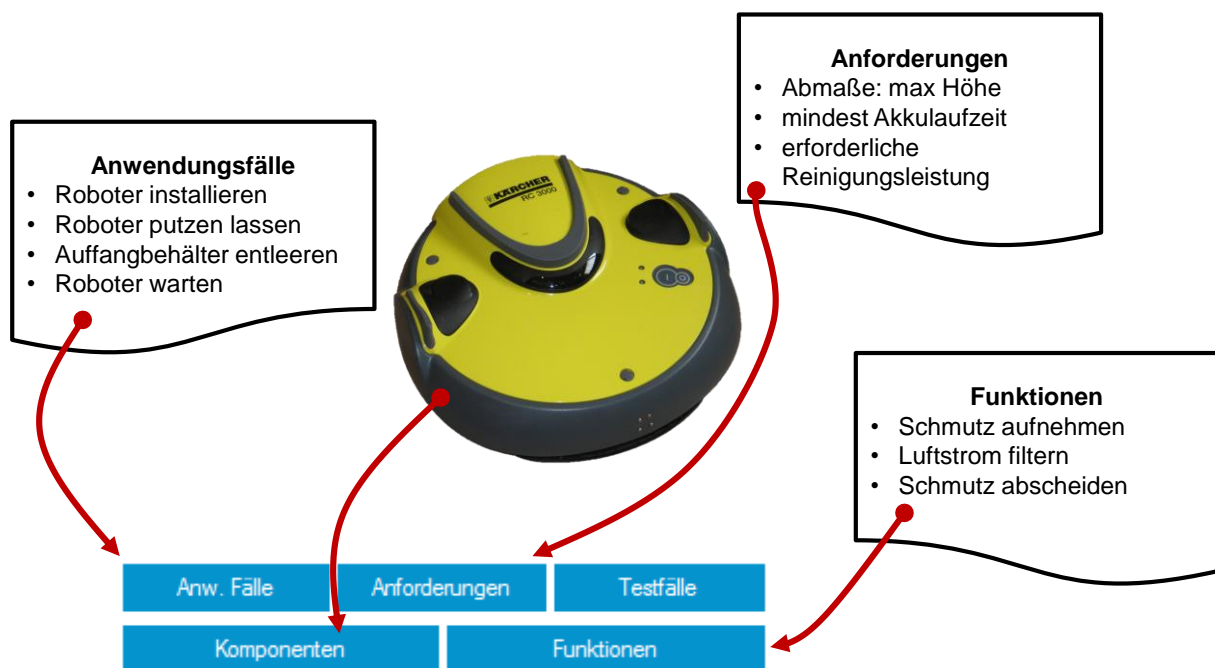 Anforderungen
• Abmaße: max Höhe
• mindest Akkulaufzeit
• erforderliche
Reinigungsleistung
Anwendungsfälle
• Roboter installieren
• Roboter putzen lassen
• Auffangbehälter entleeren
• Roboter warten
KÄRCHER
RC 3000
Funktionen
• Schmutz aufnehmen
• Luftstrom filtern
• Schmutz abscheiden
Anw. Fälle
Anforderungen
Testfälle
Komponenten
Funktionen